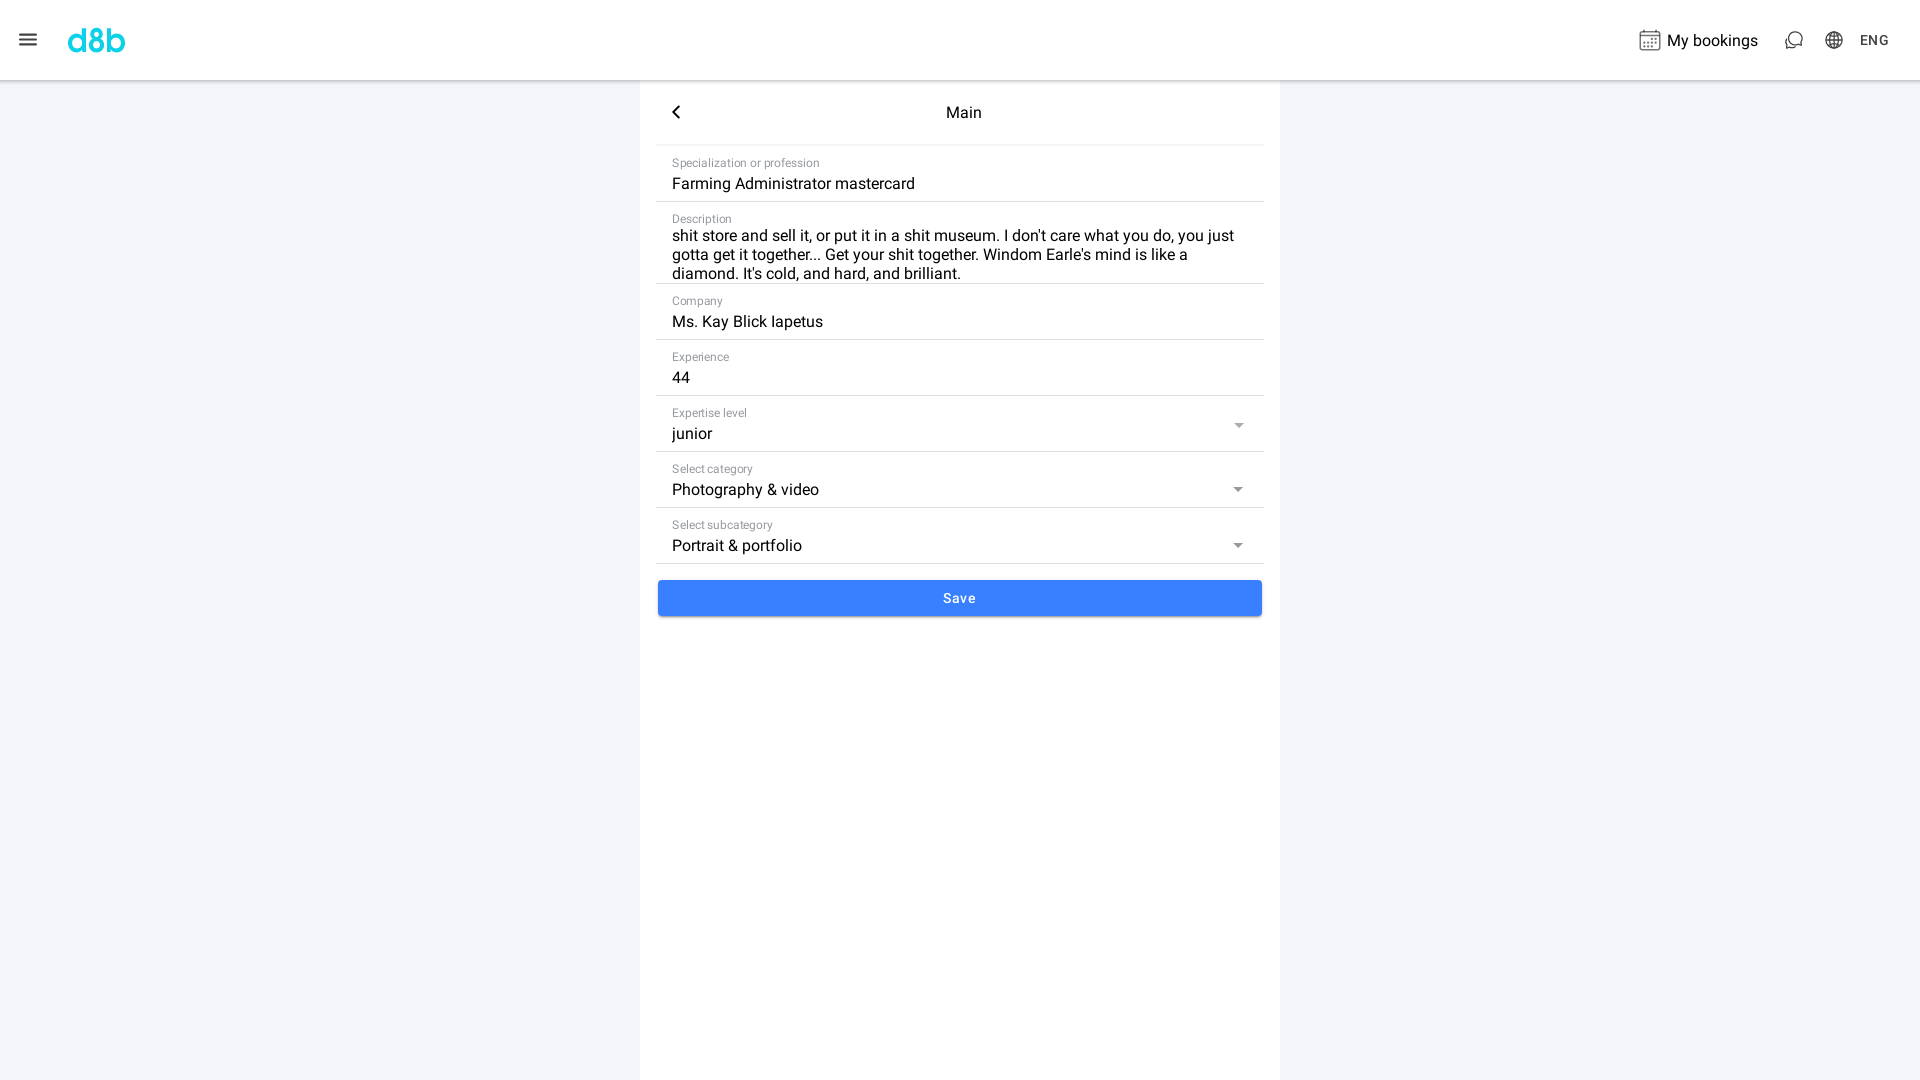 d8b
My bookings
ENG
Main
Specialization or profession
Farming Administrator mastercard
Description
shit store and sell it, or put it in a shit museum. I don't care what you do, you just
gotta get it together... Get your shit together. Windom Earle's mind is like a
diamond. It's cold, and hard, and brilliant.
Company
Ms. Kay Blick Iapetus
Experience
44
Expertise level
junior
Select category
Photography & video
Select subcategory
Portrait & portfolio
Save